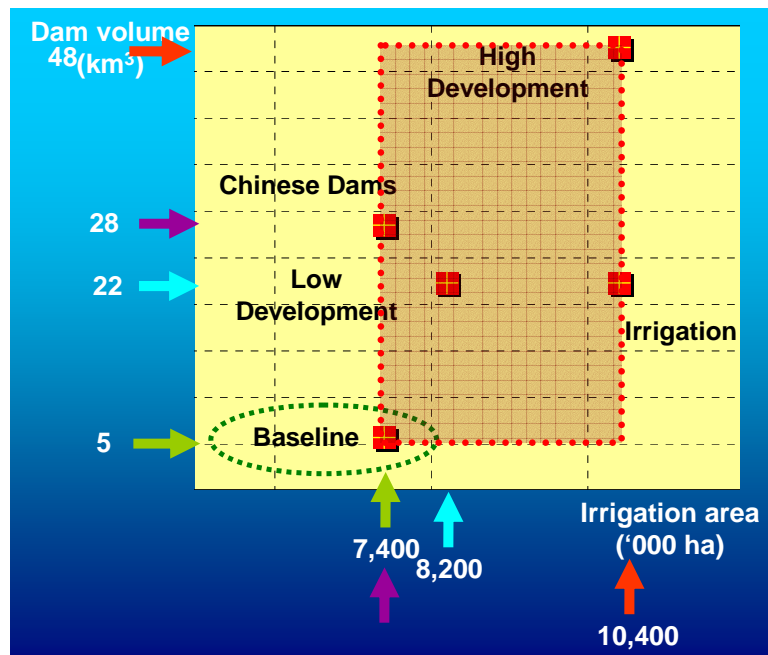 Dam volume
48(km³)
High
Development
Chinese Dams
28
22
Low
Development
Irrigation
5
Baseline
7,400
8,200
Irrigation area
(‘000 ha)
10,400